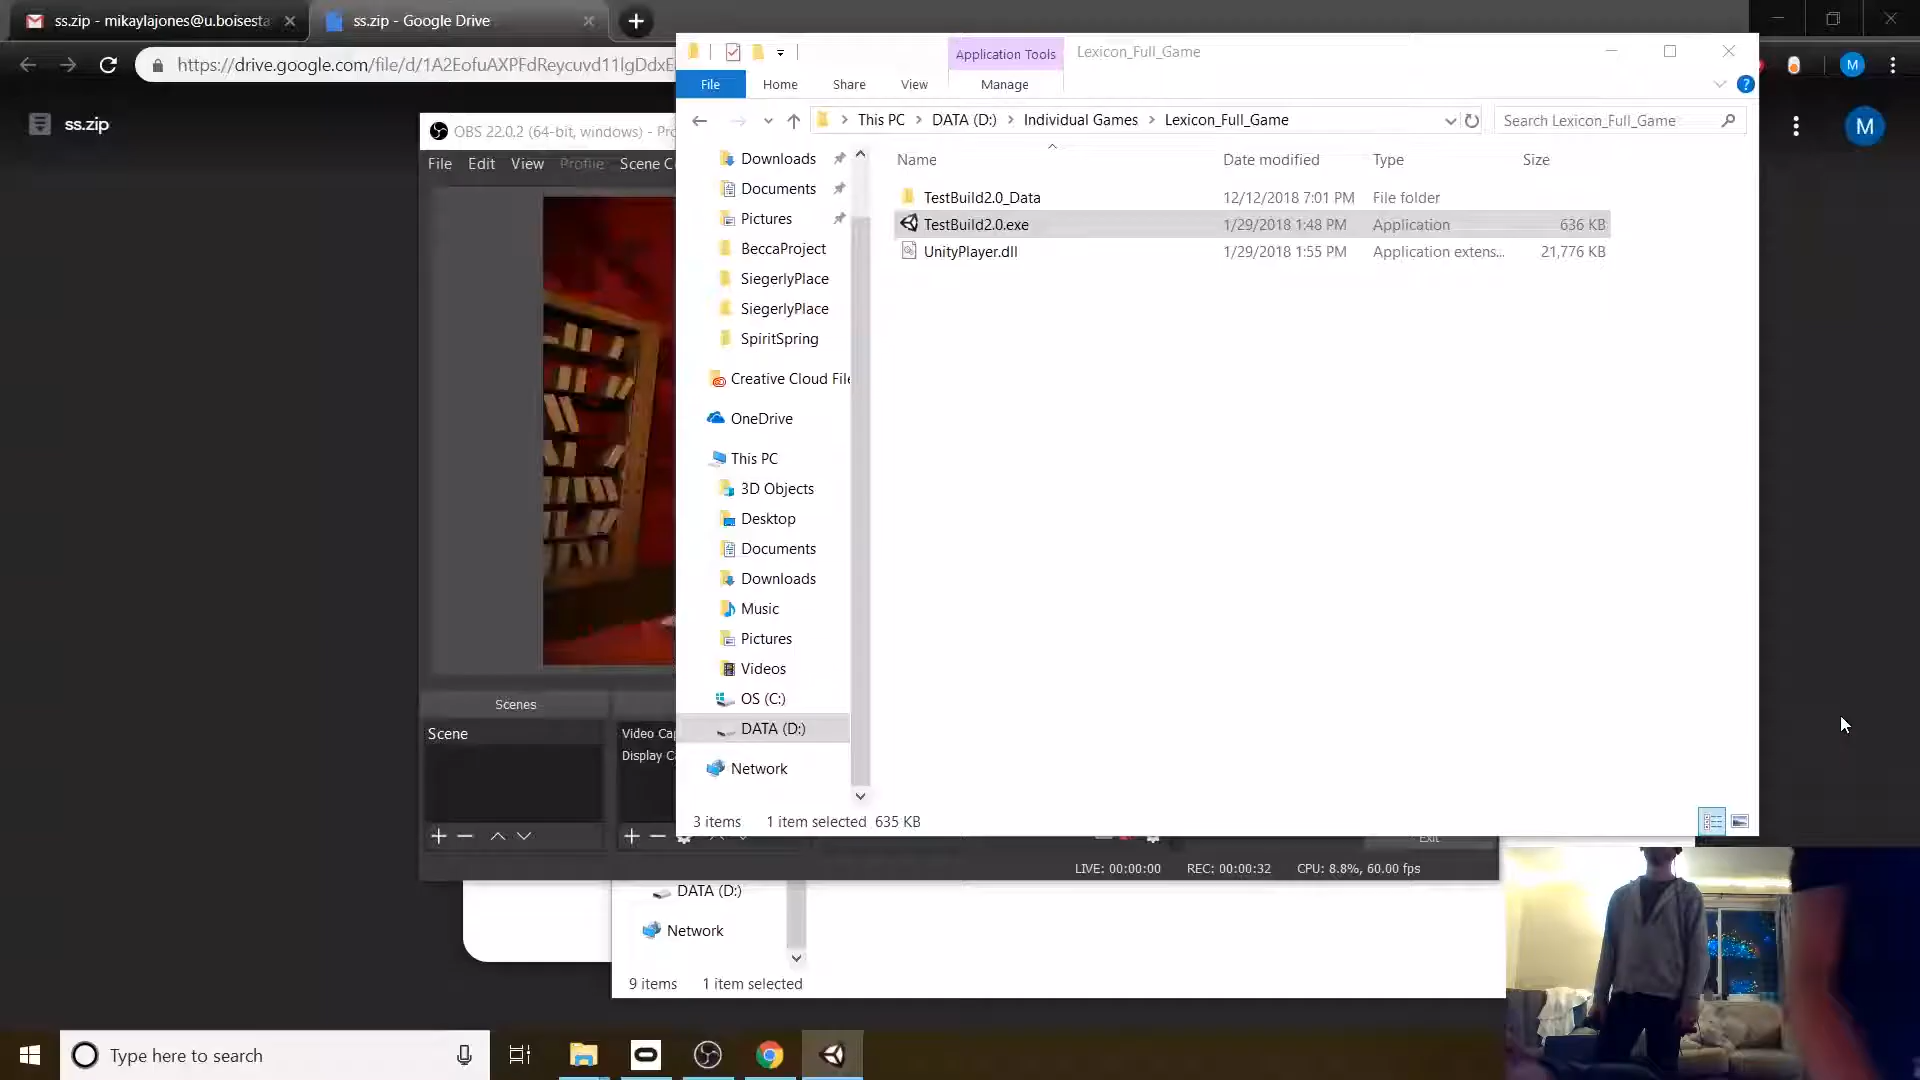 ss.zip - mikaylajones@u.boisesta
ss.zip - Google Drive
https://drive.google.com/file/d/1A2EofuAXPFdReycuvd11lgDdxE
M
ss.zip
M
Application Tools
Lexicon_Full_Game
File
Home
Share
View
Manage
This PC
DATA (D:)
Individual Games
Lexicon_Full_Game
Search Lexicon_Full_Game
OBS 22.0.2 (64-bit, windows) - Pro
File
Edit
View
Profile
Scene C
Name
Date modified
Type
Size
TestBuild2.0_Data
12/12/2018 7:01 PM
File folder
TestBuild2.0.exe
1/29/2018 1:48 PM
Application
636 KB
UnityPlayer.dll
1/29/2018 1:55 PM
Application extens...
21,776 KB
Downloads
Documents
Pictures
BeccaProject
SiegerlyPlace
SiegerlyPlace
SpiritSpring
Creative Cloud File
OneDrive
This PC
3D Objects
Desktop
Documents
Downloads
Music
Pictures
Videos
OS (C:)
DATA (D:)
Network
3 items
1 item selected 635 KB
Scenes
Scene
Video Cap
Display Ca
Exit
LIVE: 00:00:00
REC: 00:00:32
CPU: 8.8%, 60.00 fps
DATA (D:)
Network
9 items
1 item selected
Type here to search